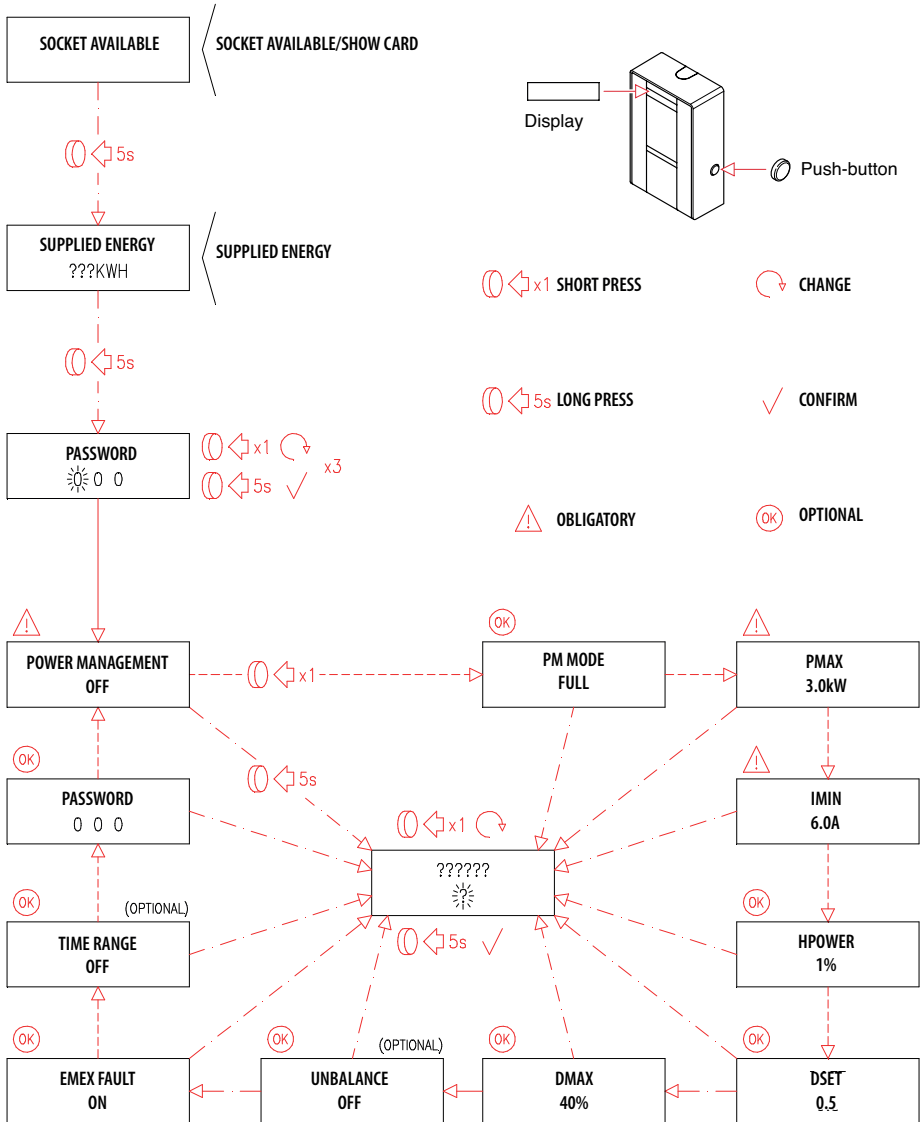 SOCKET AVAILABLE
SOCKET AVAILABLE/SHOW CARD
Display
Push-button
5s
SUPPLIED ENERGY
???KWH
SUPPLIED ENERGY
x1 SHORT PRESS
CHANGE
5s
5s LONG PRESS
CONFIRM
PASSWORD
0 0 0
x1
5s
x3
OBLIGATORY
OK OPTIONAL
POWER MANAGEMENT
OFF
x1
OK
PM MODE
FULL
PMAX
3.0kW
5s
OK
PASSWORD
0 0 0
IMIN
6.0A
x1
??????
?
5s
OK
(OPTIONAL)
TIME RANGE
OFF
OK
HPOWER
1%
OK
EMEX FAULT
ON
OK
(OPTIONAL)
UNBALANCE
OFF
OK
DMAX
40%
OK
DSET
0.5